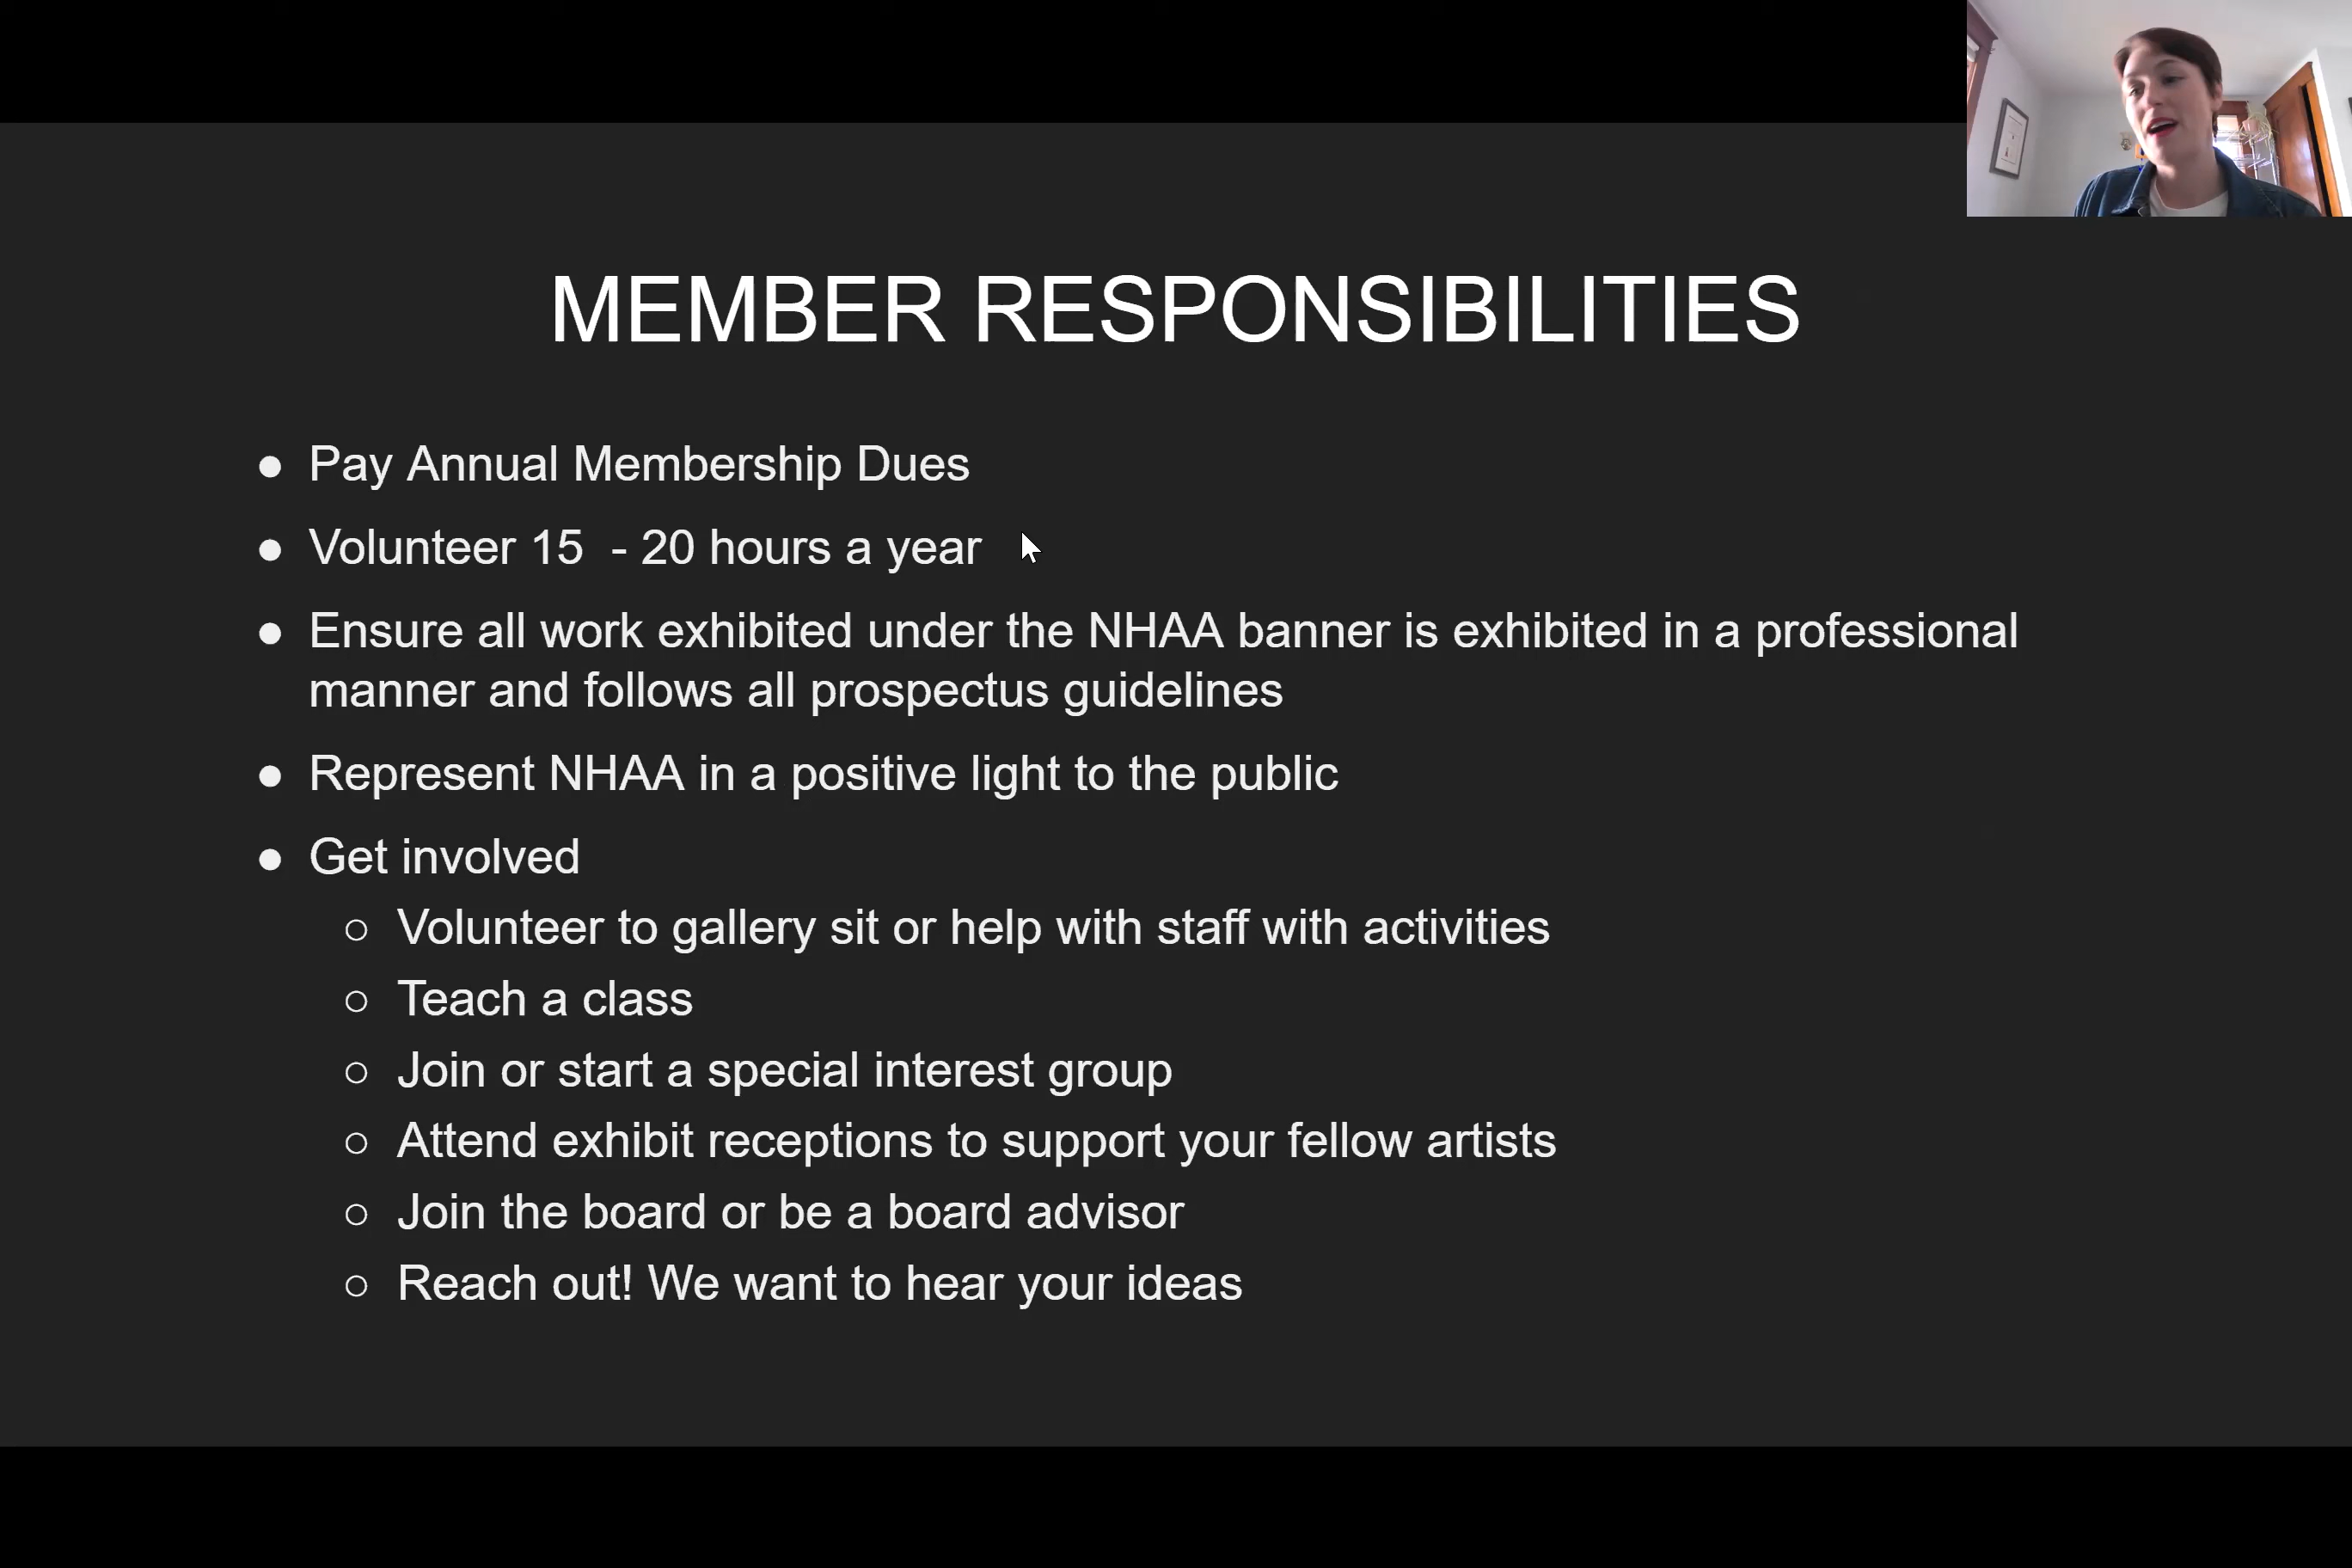 MEMBER RESPONSIBILITIES
● Pay Annual Membership Dues
● Volunteer 15  - 20 hours a year
● Ensure all work exhibited under the NHAA banner is exhibited in a professional
manner and follows all prospectus guidelines
● Represent NHAA in a positive light to the public
● Get involved
○ Volunteer to gallery sit or help with staff with activities
○ Teach a class
○ Join or start a special interest group
○ Attend exhibit receptions to support your fellow artists
○ Join the board or be a board advisor
○ Reach out! We want to hear your ideas